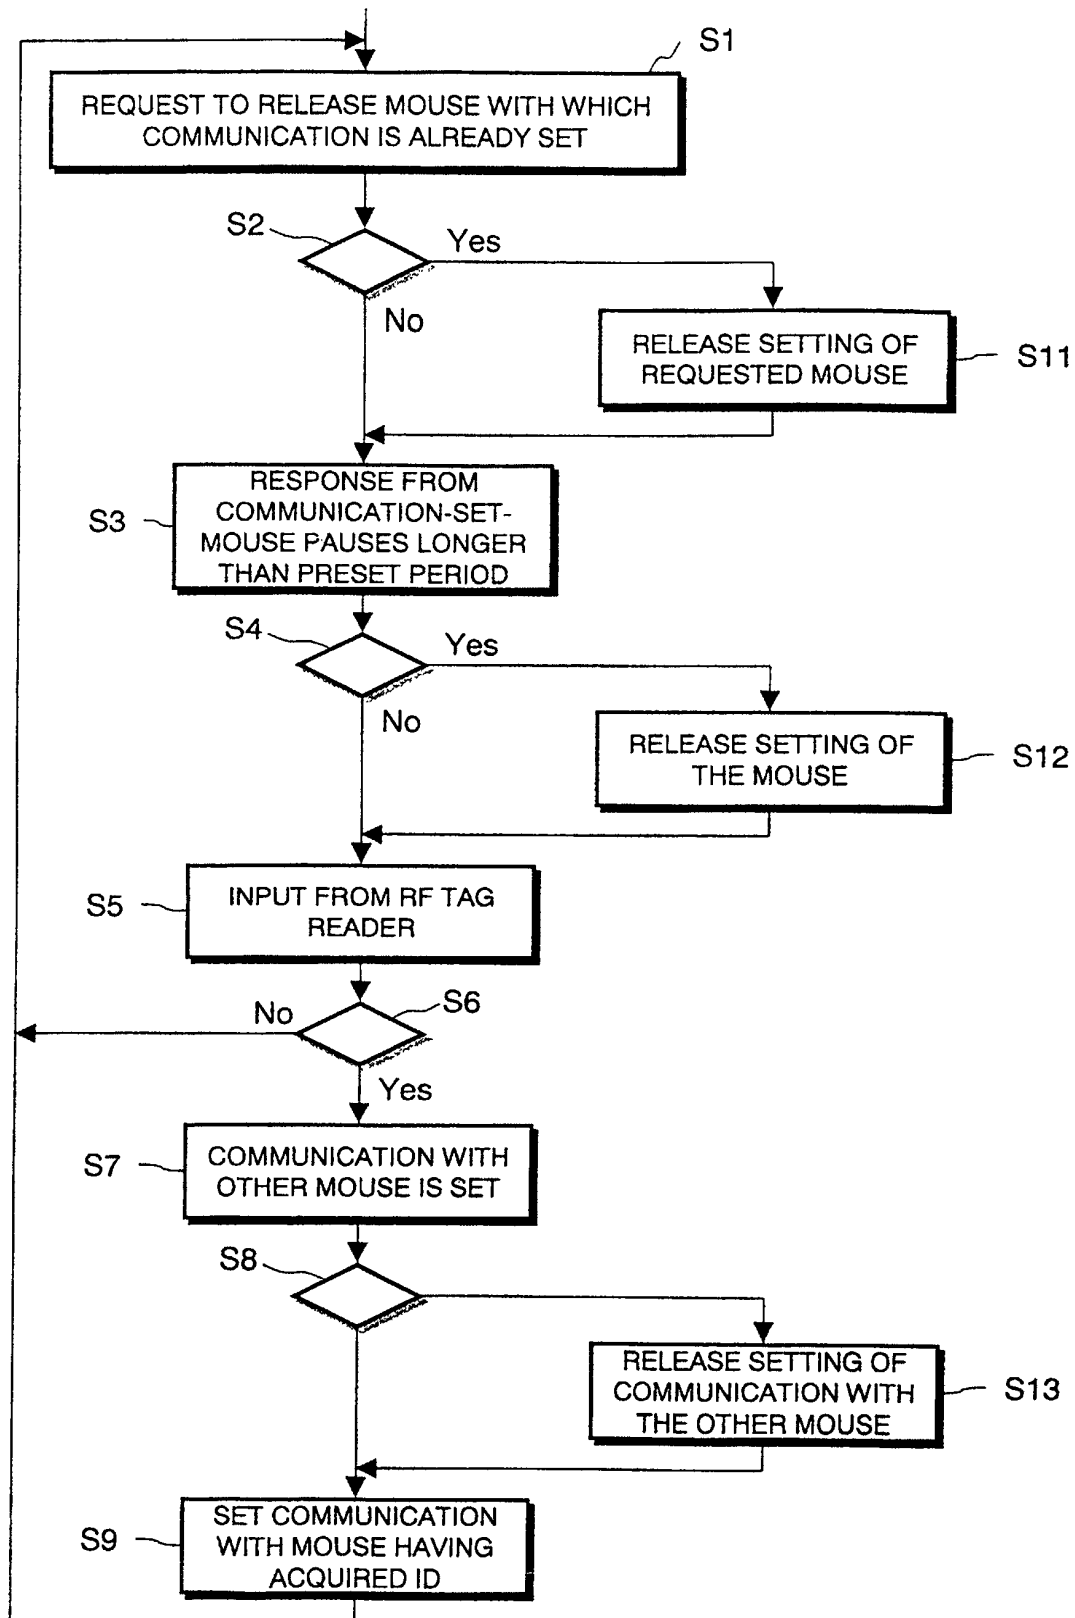 S1
REQUEST TO RELEASE MOUSE WITH WHICH
COMMUNICATION IS ALREADY SET
S2
Yes
No
RELEASE SETTING OF
REQUESTED MOUSE
S11
RESPONSE FROM
COMMUNICATION-SET-
MOUSE PAUSES LONGER
THAN PRESET PERIOD
S3
S4
Yes
No
RELEASE SETTING OF
THE MOUSE
S12
S5
INPUT FROM RF TAG
READER
No
S6
Yes
S7
COMMUNICATION WITH
OTHER MOUSE IS SET
S8
RELEASE SETTING OF
COMMUNICATION WITH
THE OTHER MOUSE
S13
S9
SET COMMUNICATION
WITH MOUSE HAVING
ACQUIRED ID